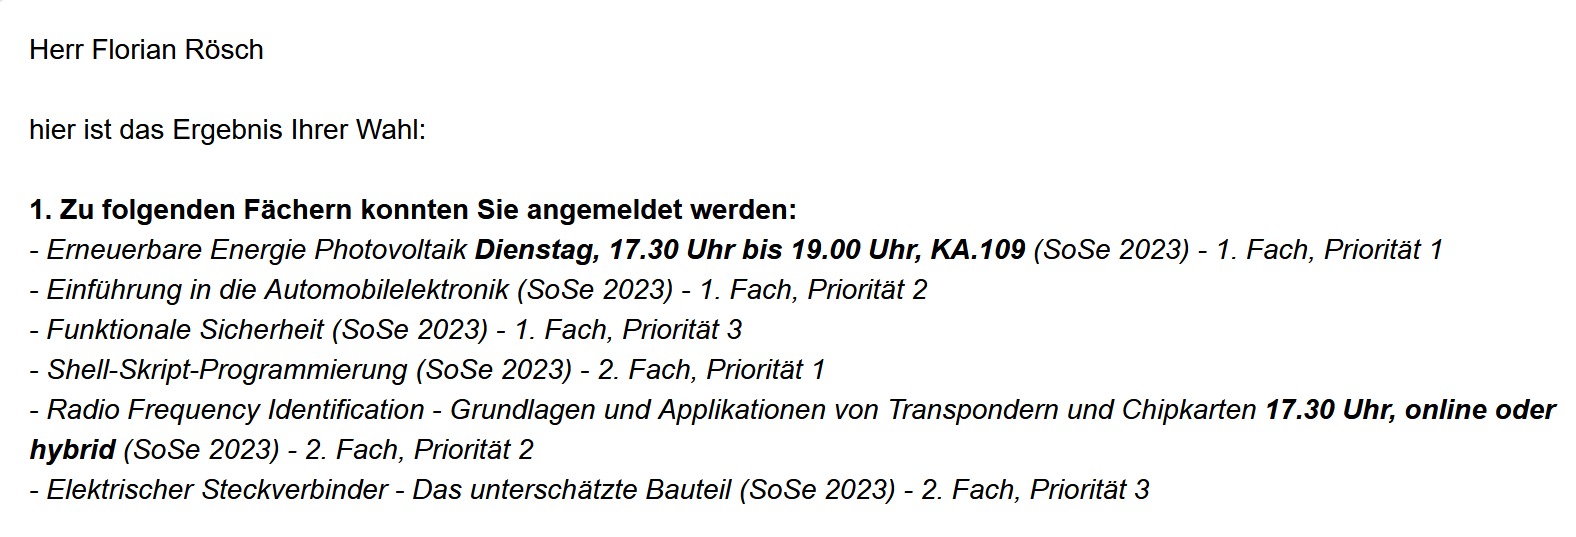 Herr Florian Rösch
hier ist das Ergebnis Ihrer Wahl:
1. Zu folgenden Fächern konnten Sie angemeldet werden:
- Erneuerbare Energie Photovoltaik Dienstag, 17.30 Uhr bis 19.00 Uhr, KA.109 (SoSe 2023) - 1. Fach, Priorität 1
- Einführung in die Automobilelektronik (SoSe 2023) - 1. Fach, Priorität 2
- Funktionale Sicherheit (SoSe 2023) - 1. Fach, Priorität 3
- Shell-Skript-Programmierung (SoSe 2023) - 2. Fach, Priorität 1
- Radio Frequency Identification - Grundlagen und Applikationen von Transpondern und Chipkarten 17.30 Uhr, online oder
hybrid (SoSe 2023) - 2. Fach, Priorität 2
- Elektrischer Steckverbinder - Das unterschätzte Bauteil (SoSe 2023) - 2. Fach, Priorität 3